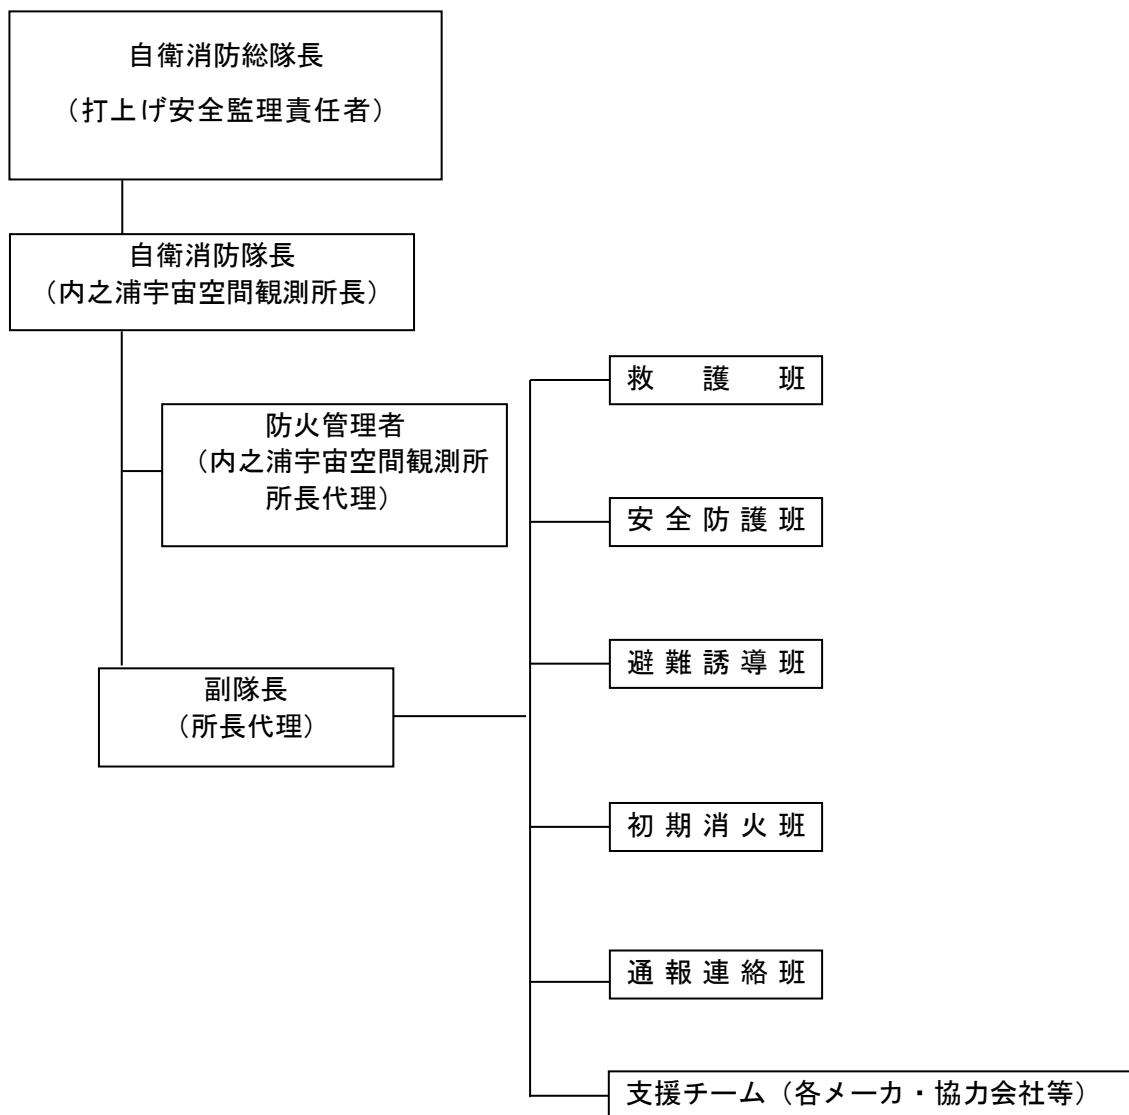 自衛消防総隊長
（打上げ安全監理責任者）
自衛消防隊長
（内之浦宇宙空間観測所長）
防火管理者
（内之浦宇宙空間観測所
所長代理）
副隊長
（所長代理）
救護班
安全防護班
避難誘導班
初期消火班
通報連絡班
支援チーム（各メーカ・協力会社等）